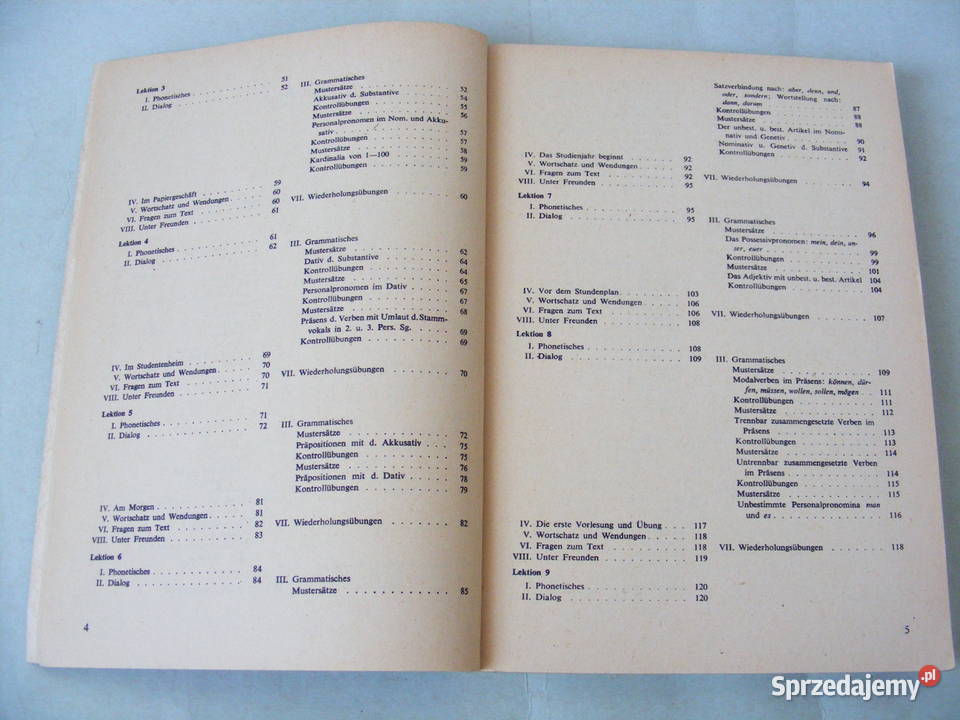 Lektion 3
I. Phonetisches . . . 51
II. Dialog . . . 52
III. Grammatisches
Mustersätze . . . 52
Akkusativ d. Substantive . . . 54
Kontrollübungen . . . 55
Mustersätze . . . 56
Personalpronomen im Nom. und Akku-
sativ . . . 57
Kontrollübungen . . . 57
Mustersätze . . . 58
Kardinalia von 1—100 . . . 59
Kontrollübungen . . . 59
IV. Im Papiergeschäft . . . 59
V. Wortschatz und Wendungen . . . 60
VI. Fragen zum Text . . . 60
VIII. Unter Freunden . . . 61
VII. Wiederholungsübungen . . . 60
Lektion 4
I. Phonetisches . . . 61
II. Dialog . . . 62
III. Grammatisches
Mustersätze . . . 62
Dativ d. Substantive . . . 64
Kontrollübungen . . . 64
Mustersätze . . . 65
Personalpronomen im Dativ . . . 67
Kontrollübungen . . . 67
Mustersätze . . . 68
Präsens d. Verben mit Umlaut d. Stamm-
vokals in 2. u. 3. Pers. Sg. . . . 69
Kontrollübungen . . . 69
IV. Im Studentenheim . . . 69
V. Wortschatz und Wendungen . . . 70
VI. Fragen zum Text . . . 70
VIII. Unter Freunden . . . 71
VII. Wiederholungsübungen . . . 70
Lektion 5
I. Phonetisches . . . 71
II. Dialog . . . 72
III. Grammatisches
Mustersätze . . . 72
Präpositionen mit d. Akkusativ . . . 75
Kontrollübungen . . . 75
Mustersätze . . . 76
Präpositionen mit d. Dativ . . . 78
Kontrollübungen . . . 79
IV. Am Morgen . . . 81
V. Wortschatz und Wendungen . . . 81
VI. Fragen zum Text . . . 82
VIII. Unter Freunden . . . 83
VII. Wiederholungsübungen . . . 82
Lektion 6
I. Phonetisches . . . 84
II. Dialog . . . 84
III. Grammatisches
Mustersätze . . . 85
4
Satzverbindung nach: aber, denn, und,
oder, sondern; Wortstellung nach:
dann, darum . . . 87
Kontrollübungen . . . 88
Mustersätze . . . 88
Der unbest. u. best. Artikel im Nomi-
nativ und Genetiv . . . 90
Nominativ u. Genetiv d. Substantive 91
Kontrollübungen . . . 92
IV. Das Studienjahr beginnt . . . 92
V. Wortschatz und Wendungen . . . 92
VI. Fragen zum Text . . . 92
VIII. Unter Freunden . . . 95
VII. Wiederholungsübungen . . . 94
Lektion 7
I. Phonetisches . . . 95
II. Dialog . . . 95
III. Grammatisches
Mustersätze . . . 96
Das Possessivpronomen: mein, dein, un-
ser, euer . . . 99
Kontrollübungen . . . 99
Mustersätze . . . 101
Das Adjektiv mit unbest. u. best. Artikel 104
Kontrollübungen . . . 104
IV. Vor dem Stundenplan . . . 103
V. Wortschatz und Wendungen . . . 106
VI. Fragen zum Text . . . 106
VIII. Unter Freunden . . . 108
VII. Wiederholungsübungen . . . 107
Lektion 8
I. Phonetisches . . . 108
II. Dialog . . . 109
III. Grammatisches
Mustersätze . . . 109
Modalverben im Präsens: können, dür-
fen, müssen, wollen, sollen, mögen . . 111
Kontrollübungen . . . 111
Mustersätze . . . 112
Trennbar zusammengesetzte Verben im
Präsens . . . 113
Kontrollübungen . . . 113
Mustersätze . . . 114
Untrennbar zusammengesetzte Verben
im Präsens . . . 114
Kontrollübungen . . . 115
Mustersätze . . . 115
Unbestimmte Personalpronomina man
und es . . . 116
IV. Die erste Vorlesung und Übung . . . 117
V. Wortschatz und Wendungen . . . 118
VI. Fragen zum Text . . . 118
VIII. Unter Freunden . . . 119
VII. Wiederholungsübungen . . . 118
Lektion 9
I. Phonetisches . . . 120
II. Dialog . . . 120
5
Sprzedajemy.pl